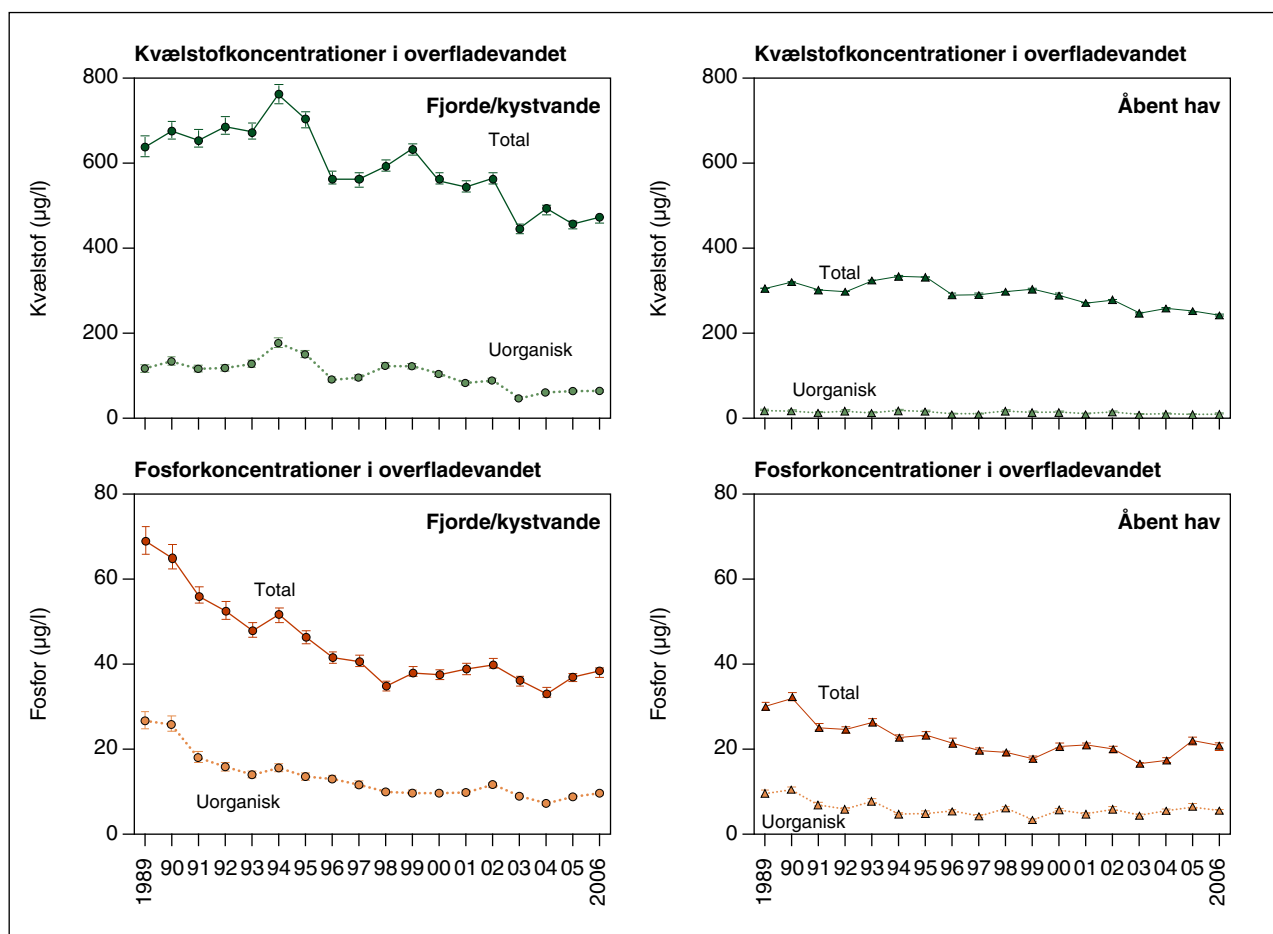 Kvælstofkoncentrationer i overfladevandet
Fjorde/kystvande
Total
Uorganisk
Kvælstof (µg/l)
800
600
400
200
0
Kvælstofkoncentrationer i overfladevandet
Åbent hav
Total
Uorganisk
Kvælstof (µg/l)
800
600
400
200
0
Fosforkoncentrationer i overfladevandet
Fjorde/kystvande
Total
Uorganisk
Fosfor (µg/l)
80
60
40
20
0
1989 90 91 92 93 94 95 96 97 98 99 00 01 02 03 04 05 2006
Fosforkoncentrationer i overfladevandet
Åbent hav
Total
Uorganisk
Fosfor (µg/l)
80
60
40
20
0
1989 90 91 92 93 94 95 96 97 98 99 00 01 02 03 04 05 2006